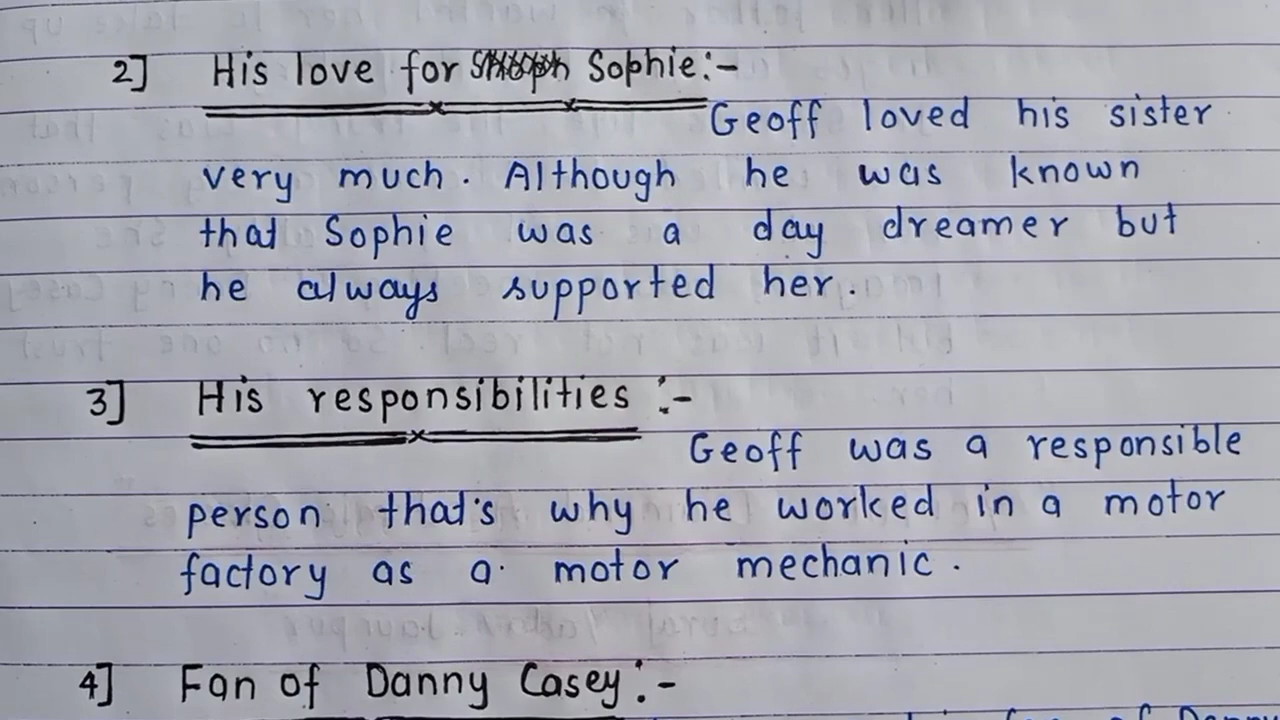 2] His love for Sophie:-
Geoff loved his sister
very much. Although he was known
that Sophie was a day dreamer but
he always supported her.
3] His responsibilities :-
Geoff was a responsible
person that's why he worked in a motor
factory as a motor mechanic.
4] Fan of Danny Casey:-